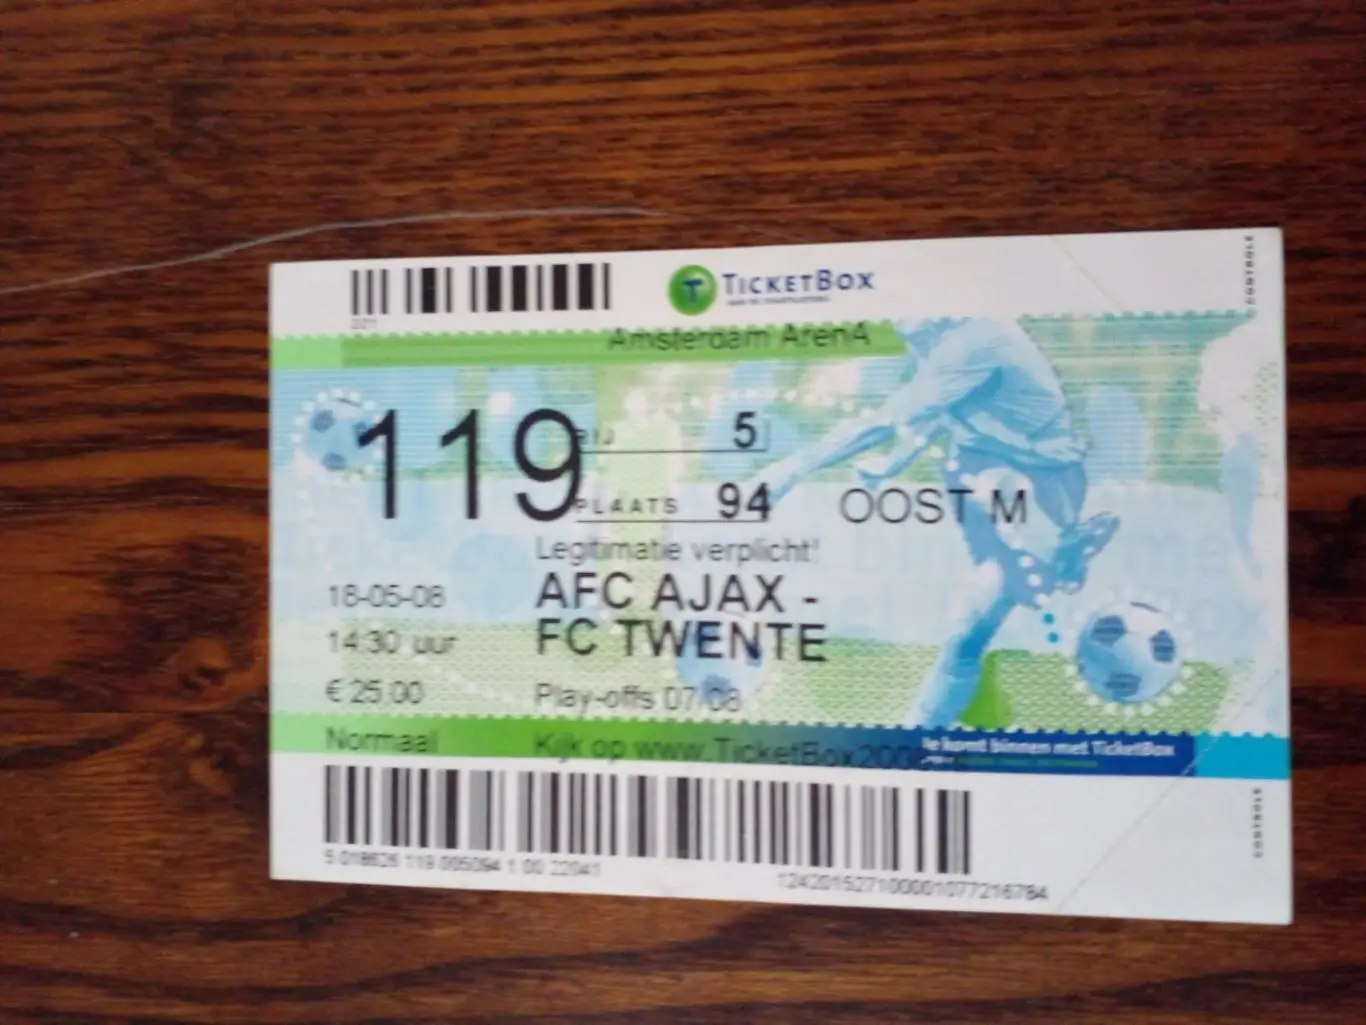 TICKETBOX
221
Amsterdam ArenA
CONTROLE
119 RIJ 5
PLAATS 94 OOST M
Legitimatie verplicht!
18-05-08 AFC AJAX -
14:30 uur FC TWENTE
€ 25.00 Play-offs 07/08
Normaal Kijk op www.TicketBox
Je komt binnen met TicketBox
CONTROLE
5 018626 119 005094 1 00 22041
124201527100001077216784